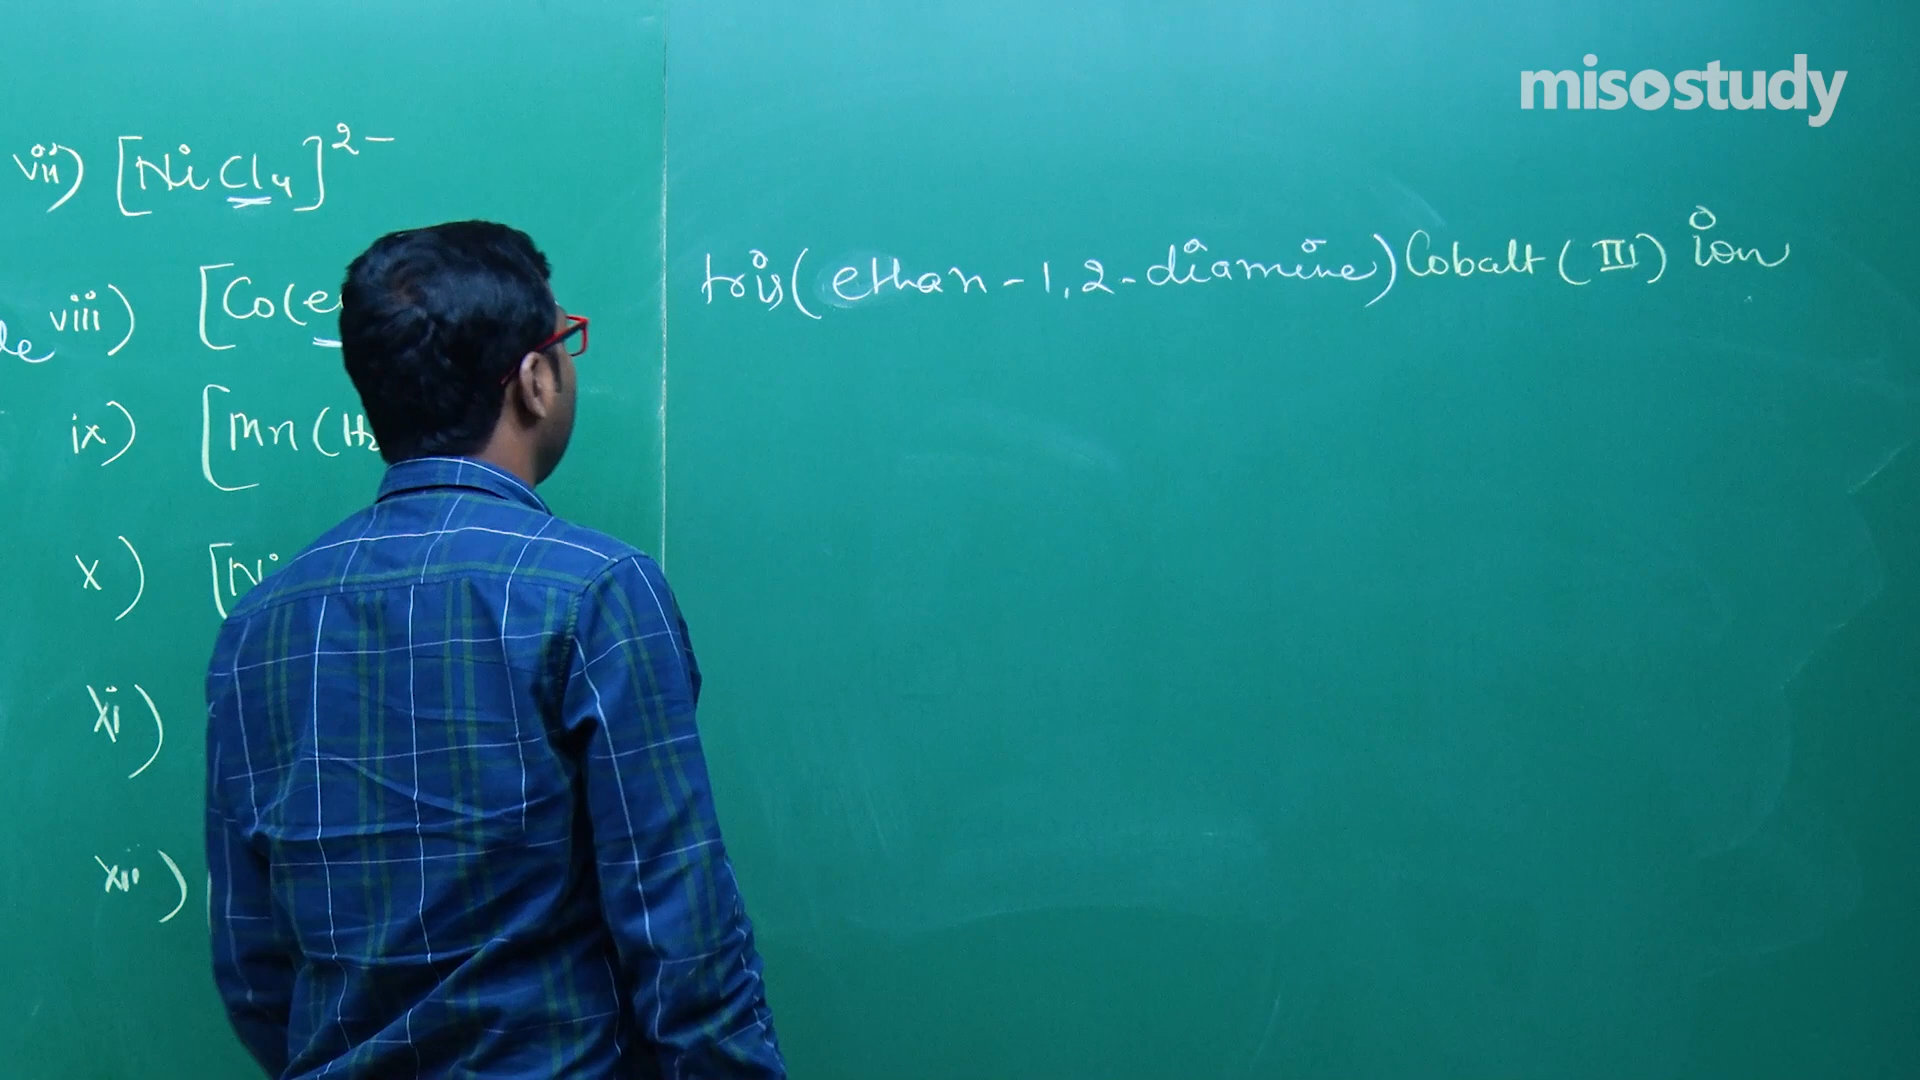 misostudy
vii) [NiCl4]2-
tris(ethan-1,2-diamine)Cobalt(III) ion
viii) [Co(e
ix) [Mn(H2
x) [Ni
xi)
xii)